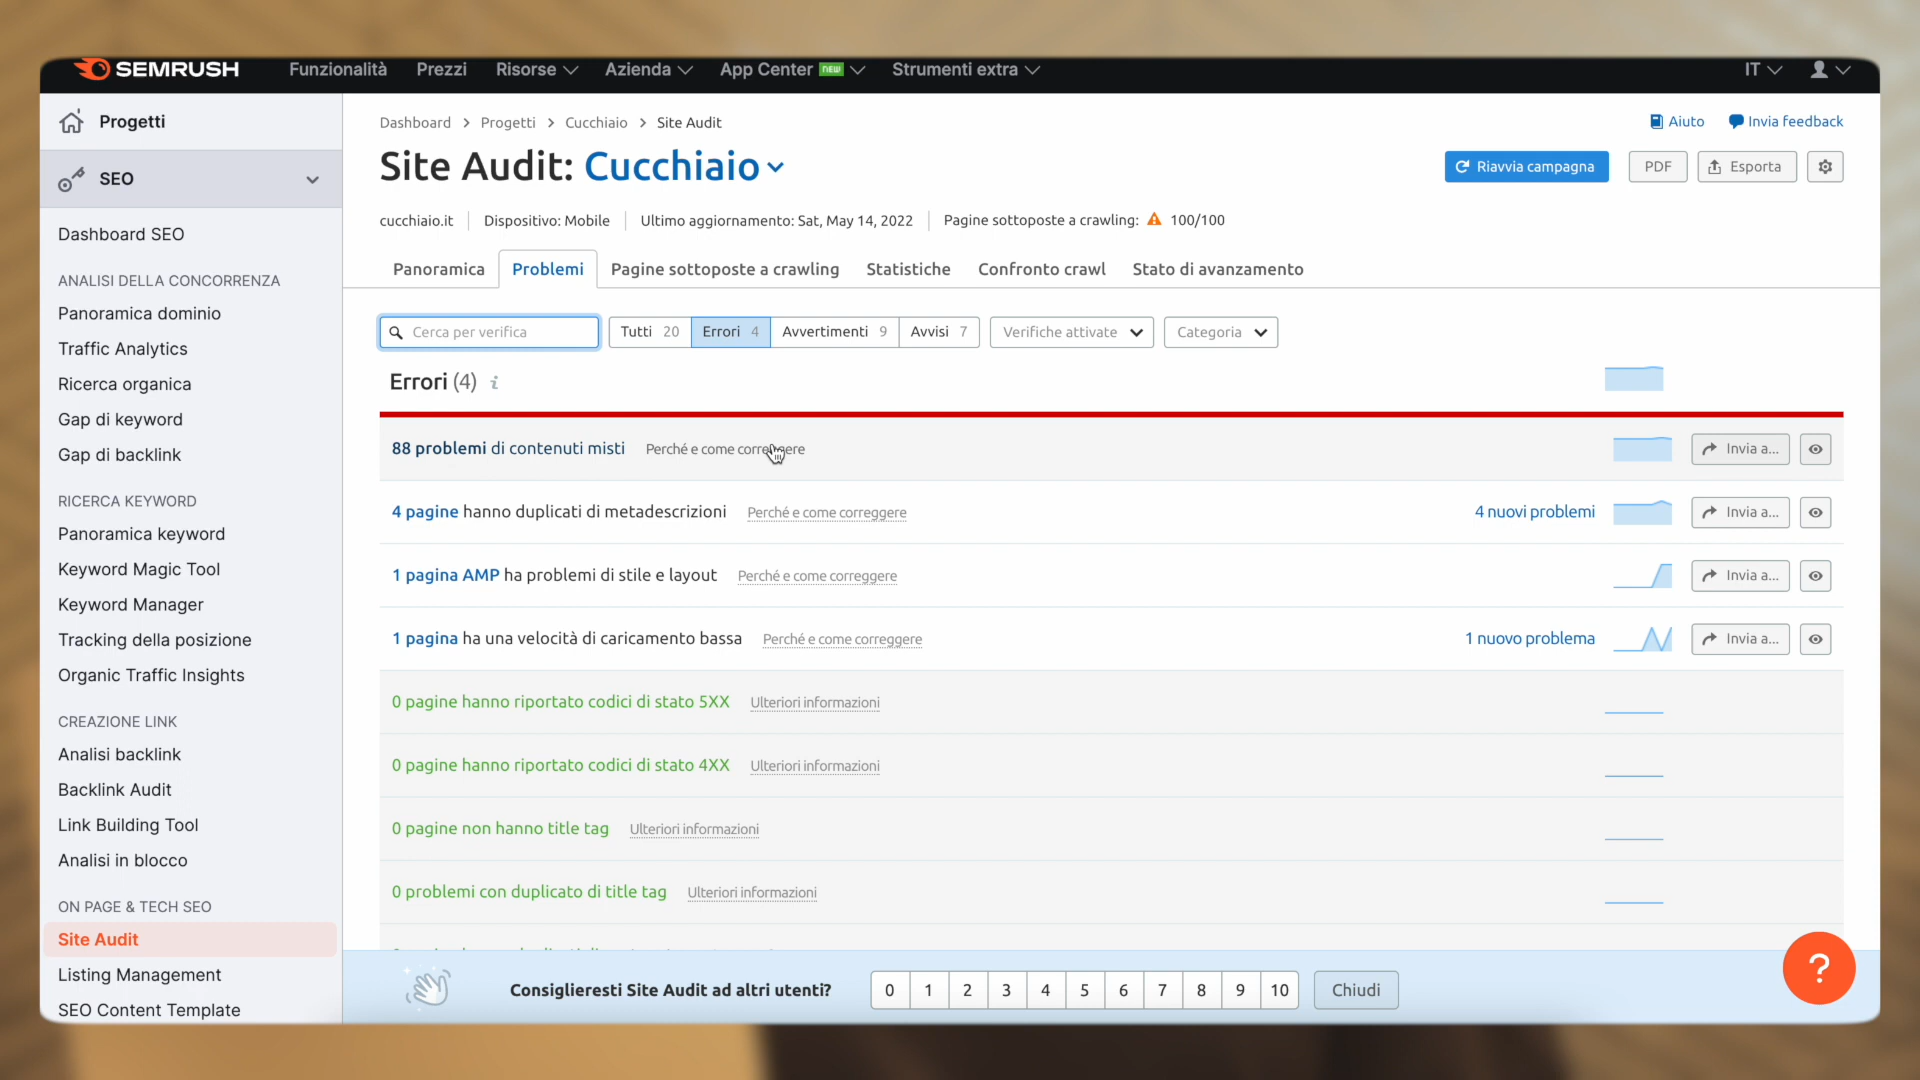 SEMRUSH Funzionalità Prezzi Risorse Azienda App Center NEW Strumenti extra IT
Progetti
SEO
Dashboard SEO
ANALISI DELLA CONCORRENZA
Panoramica dominio
Traffic Analytics
Ricerca organica
Gap di keyword
Gap di backlink
RICERCA KEYWORD
Panoramica keyword
Keyword Magic Tool
Keyword Manager
Tracking della posizione
Organic Traffic Insights
CREAZIONE LINK
Analisi backlink
Backlink Audit
Link Building Tool
Analisi in blocco
ON PAGE & TECH SEO
Site Audit
Listing Management
SEO Content Template
Dashboard > Progetti > Cucchiaio > Site Audit
Aiuto Invia feedback
Site Audit: Cucchiaio
Riavvia campagna PDF Esporta
cucchiaio.it Dispositivo: Mobile Ultimo aggiornamento: Sat, May 14, 2022 Pagine sottoposte a crawling: 100/100
Panoramica Problemi Pagine sottoposte a crawling Statistiche Confronto crawl Stato di avanzamento
Cerca per verifica Tutti 20 Errori 4 Avvertimenti 9 Avvisi 7 Verifiche attivate Categoria
Errori (4) i
88 problemi di contenuti misti Perché e come correggere Invia a...
4 pagine hanno duplicati di metadescrizioni Perché e come correggere 4 nuovi problemi Invia a...
1 pagina AMP ha problemi di stile e layout Perché e come correggere Invia a...
1 pagina ha una velocità di caricamento bassa Perché e come correggere 1 nuovo problema Invia a...
0 pagine hanno riportato codici di stato 5XX Ulteriori informazioni
0 pagine hanno riportato codici di stato 4XX Ulteriori informazioni
0 pagine non hanno title tag Ulteriori informazioni
0 problemi con duplicato di title tag Ulteriori informazioni
Consiglieresti Site Audit ad altri utenti? 0 1 2 3 4 5 6 7 8 9 10 Chiudi
?